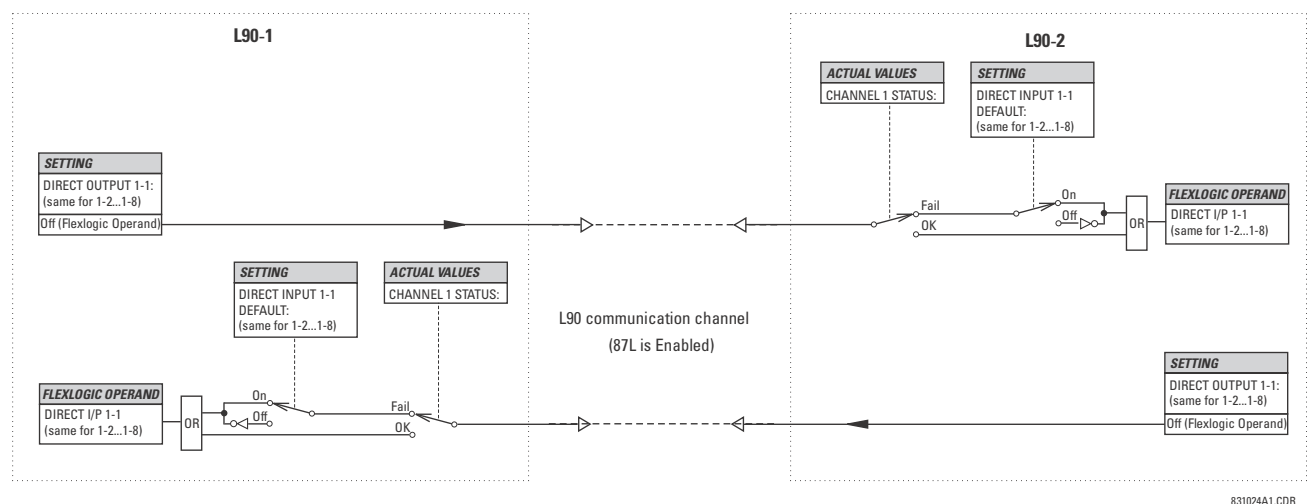 L90-1
L90-2
ACTUAL VALUES
CHANNEL 1 STATUS:
SETTING
DIRECT INPUT 1-1
DEFAULT:
(same for 1-2...1-8)
SETTING
DIRECT OUTPUT 1-1:
(same for 1-2...1-8)
Off (Flexlogic Operand)
Fail
OK
On
Off
OR
FLEXLOGIC OPERAND
DIRECT I/P 1-1
(same for 1-2...1-8)
SETTING
DIRECT INPUT 1-1
DEFAULT:
(same for 1-2...1-8)
ACTUAL VALUES
CHANNEL 1 STATUS:
L90 communication channel
(87L is Enabled)
FLEXLOGIC OPERAND
DIRECT I/P 1-1
(same for 1-2...1-8)
OR
On
Off
Fail
OK
SETTING
DIRECT OUTPUT 1-1:
(same for 1-2...1-8)
Off (Flexlogic Operand)
831024A1.CDR